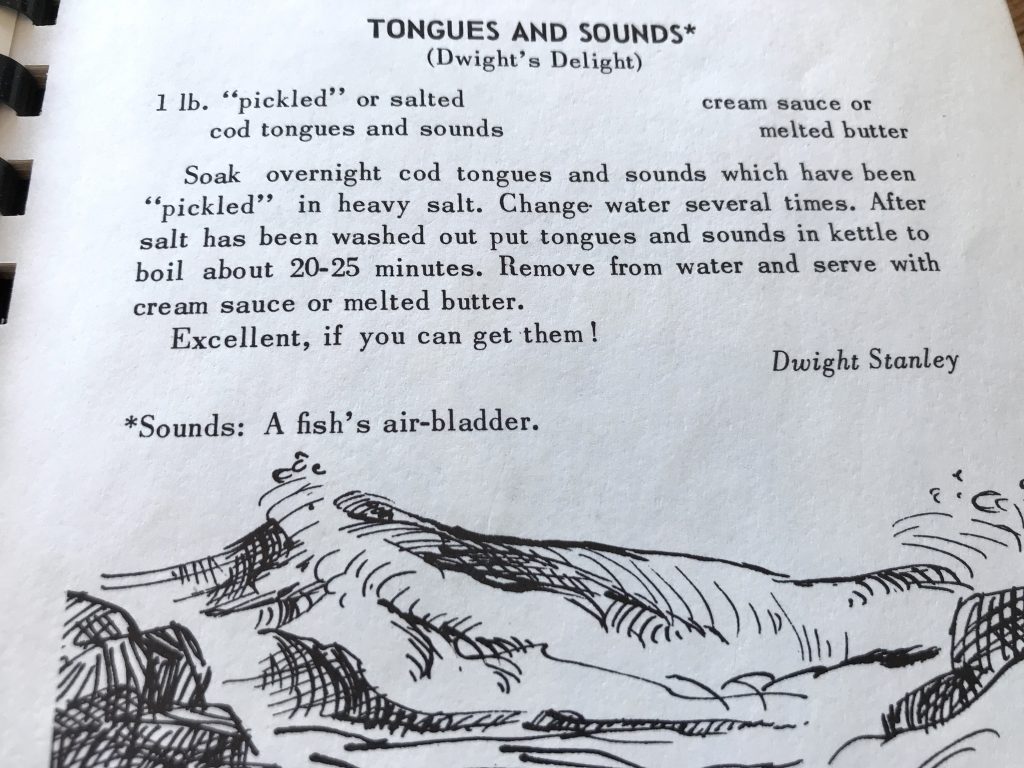 TONGUES AND SOUNDS*
(Dwight's Delight)
1 lb. “pickled” or salted
cod tongues and sounds
cream sauce or
melted butter
Soak overnight cod tongues and sounds which have been
“pickled” in heavy salt. Change water several times. After
salt has been washed out put tongues and sounds in kettle to
boil about 20-25 minutes. Remove from water and serve with
cream sauce or melted butter.
Excellent, if you can get them!
Dwight Stanley
*Sounds: A fish's air-bladder.